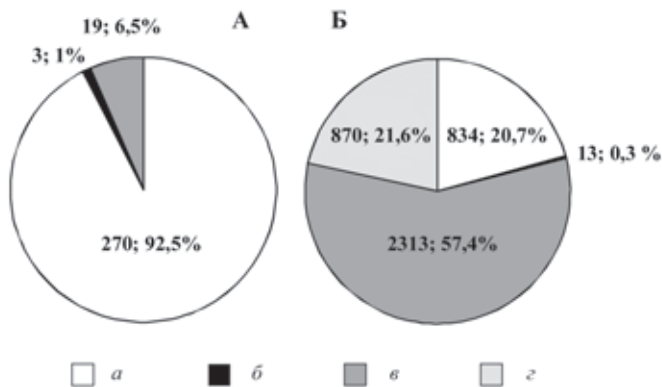 19; 6,5% А Б
3; 1%
870; 21,6% 834; 20,7%
13; 0,3 %
270; 92,5% 2313; 57,4%
а б в г